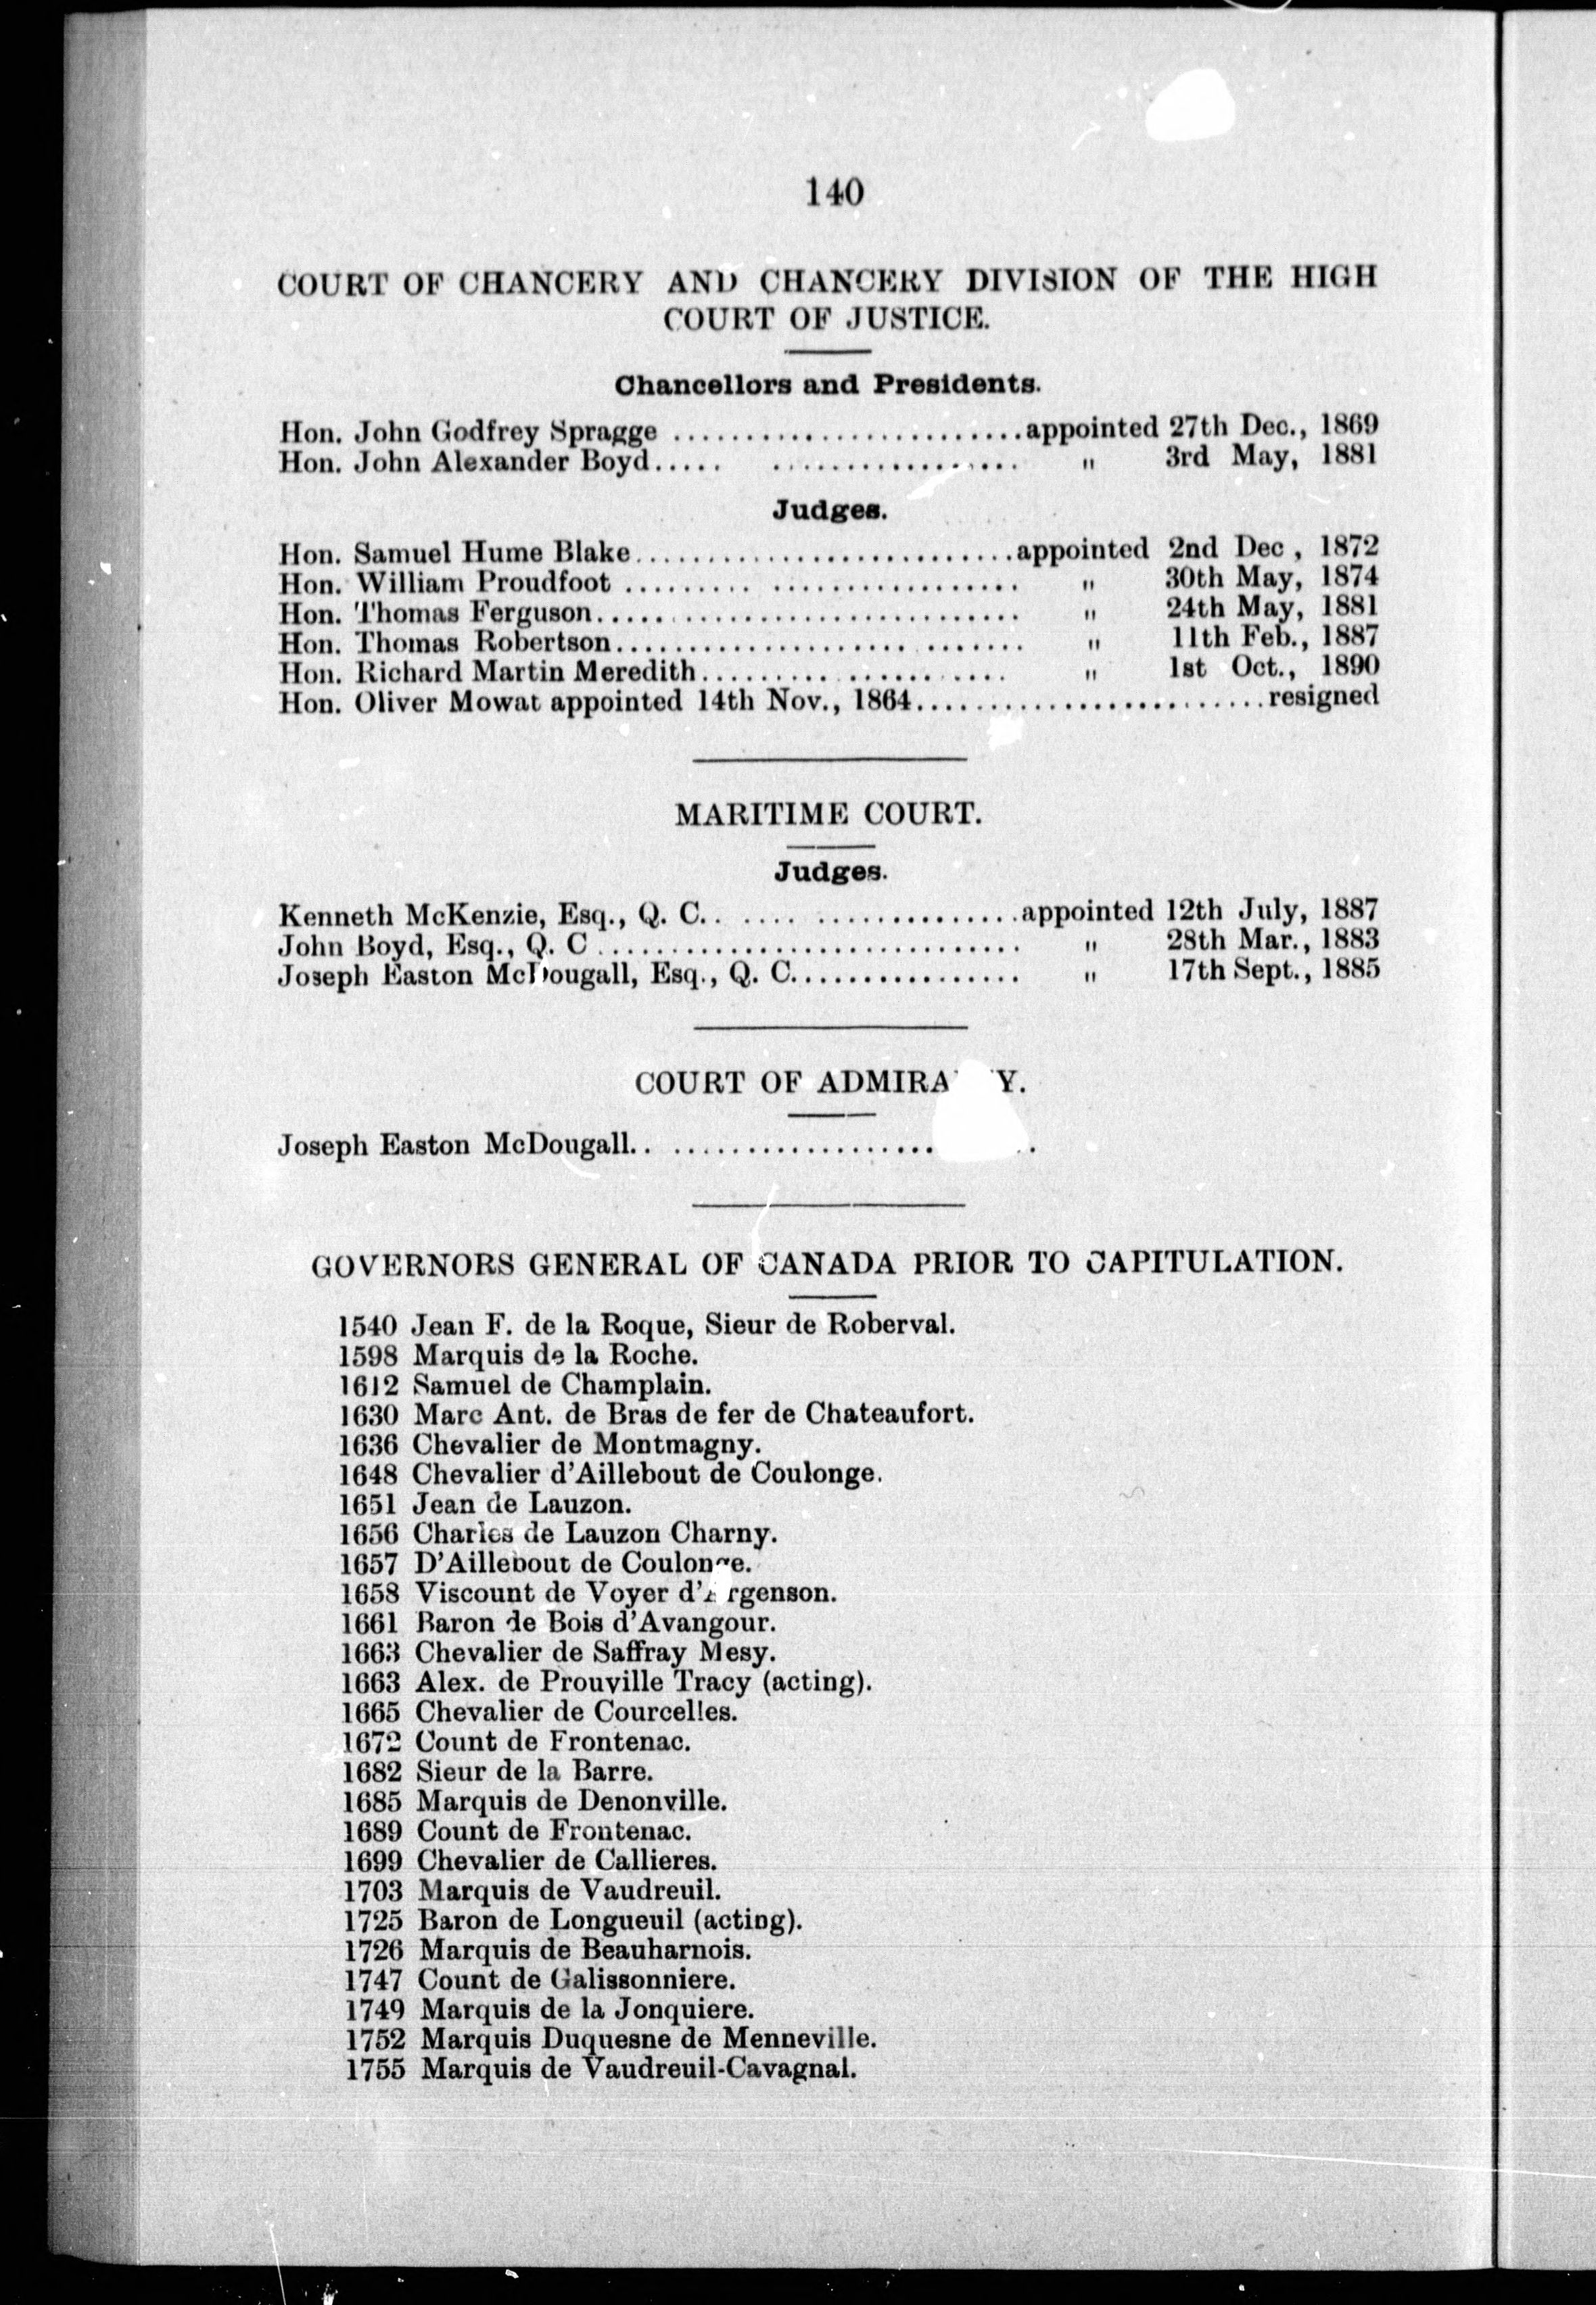 140
COURT OF CHANCERY AND CHANCERY DIVISION OF THE HIGH
COURT OF JUSTICE.
Chancellors and Presidents.
Hon. John Godfrey Spragge ........................appointed 27th Dec., 1869
Hon. John Alexander Boyd..... ................. " 3rd May, 1881
Judges.
Hon. Samuel Hume Blake..........................appointed 2nd Dec , 1872
Hon. William Proudfoot ......... ................. " 30th May, 1874
Hon. Thomas Ferguson............................. " 24th May, 1881
Hon. Thomas Robertson.................... ....... " 11th Feb., 1887
Hon. Richard Martin Meredith......... ........... " 1st Oct., 1890
Hon. Oliver Mowat appointed 14th Nov., 1864........................resigned
MARITIME COURT.
Judges.
Kenneth McKenzie, Esq., Q. C.. .... ..............appointed 12th July, 1887
John Boyd, Esq., Q. C............................. " 28th Mar., 1883
Joseph Easton McDougall, Esq., Q. C................ " 17th Sept., 1885
COURT OF
Joseph Easton McDougall.. .................. .
GOVERNORS GENERAL OF CANADA PRIOR TO CAPITULATION.
1540 Jean F. de la Roque, Sieur de Roberval.
1598 Marquis de la Roche.
1612 Samuel de Champlain.
1630 Marc Ant. de Bras de fer de Chateaufort.
1636 Chevalier de Montmagny.
1648 Chevalier d'Aillebout de Coulonge.
1651 Jean de Lauzon.
1656 Charles de Lauzon Charny.
1657 D'Aillebout de Coulonge.
1658 Viscount de Voyer d'Argenson.
1661 Baron de Bois d'Avangour.
1663 Chevalier de Saffray Mesy.
1663 Alex. de Prouville Tracy (acting).
1665 Chevalier de Courcelles.
1672 Count de Frontenac.
1682 Sieur de la Barre.
1685 Marquis de Denonville.
1689 Count de Frontenac.
1699 Chevalier de Callieres.
1703 Marquis de Vaudreuil.
1725 Baron de Longueuil (acting).
1726 Marquis de Beauharnois.
1747 Count de Galissonniere.
1749 Marquis de la Jonquiere.
1752 Marquis Duquesne de Menneville.
1755 Marquis de Vaudreuil-Cavagnal.